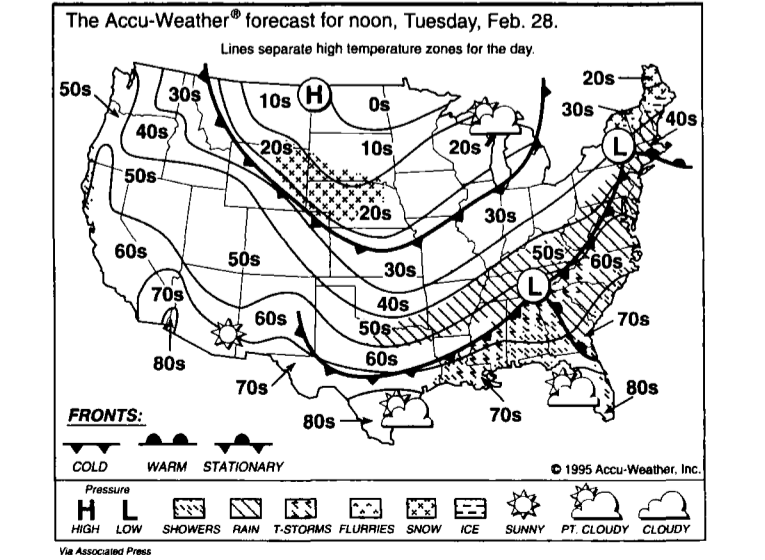 The Accu-Weather® forecast for noon, Tuesday, Feb. 28.
Lines separate high temperature zones for the day.
50s
30s
10s
H
0s
20s
30s
40s
40s
20s
10s
20s
L
50s
20s
30s
60s
50s
30s
50s
60s
70s
40s
L
60s
50s
70s
80s
60s
70s
80s
70s
80s
FRONTS:
COLD WARM STATIONARY
© 1995 Accu-Weather, Inc.
Pressure
H L
HIGH LOW SHOWERS RAIN T-STORMS FLURRIES SNOW ICE SUNNY PT. CLOUDY CLOUDY
Via Associated Press